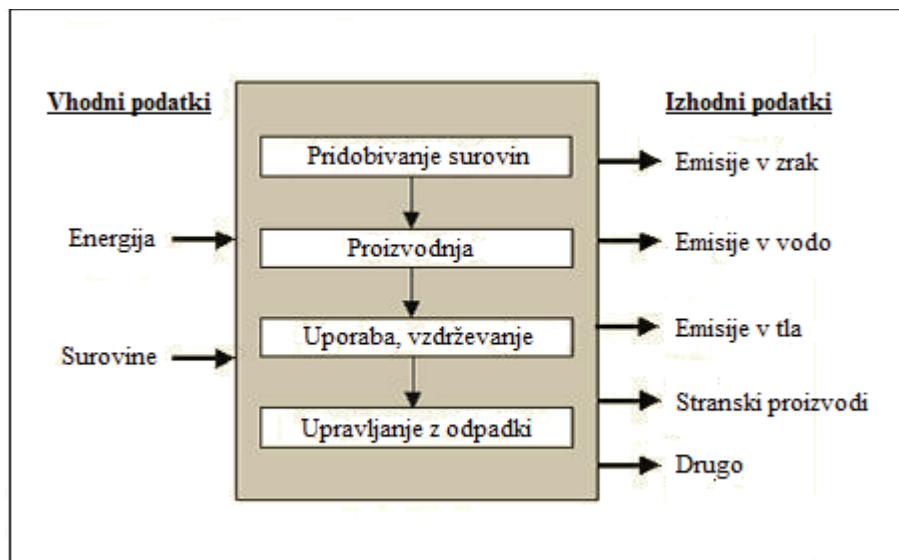 Vhodni podatki
Energija
Surovine
Pridobivanje surovin
Proizvodnja
Uporaba, vzdrževanje
Upravljanje z odpadki
Izhodni podatki
Emisije v zrak
Emisije v vodo
Emisije v tla
Stranski proizvodi
Drugo